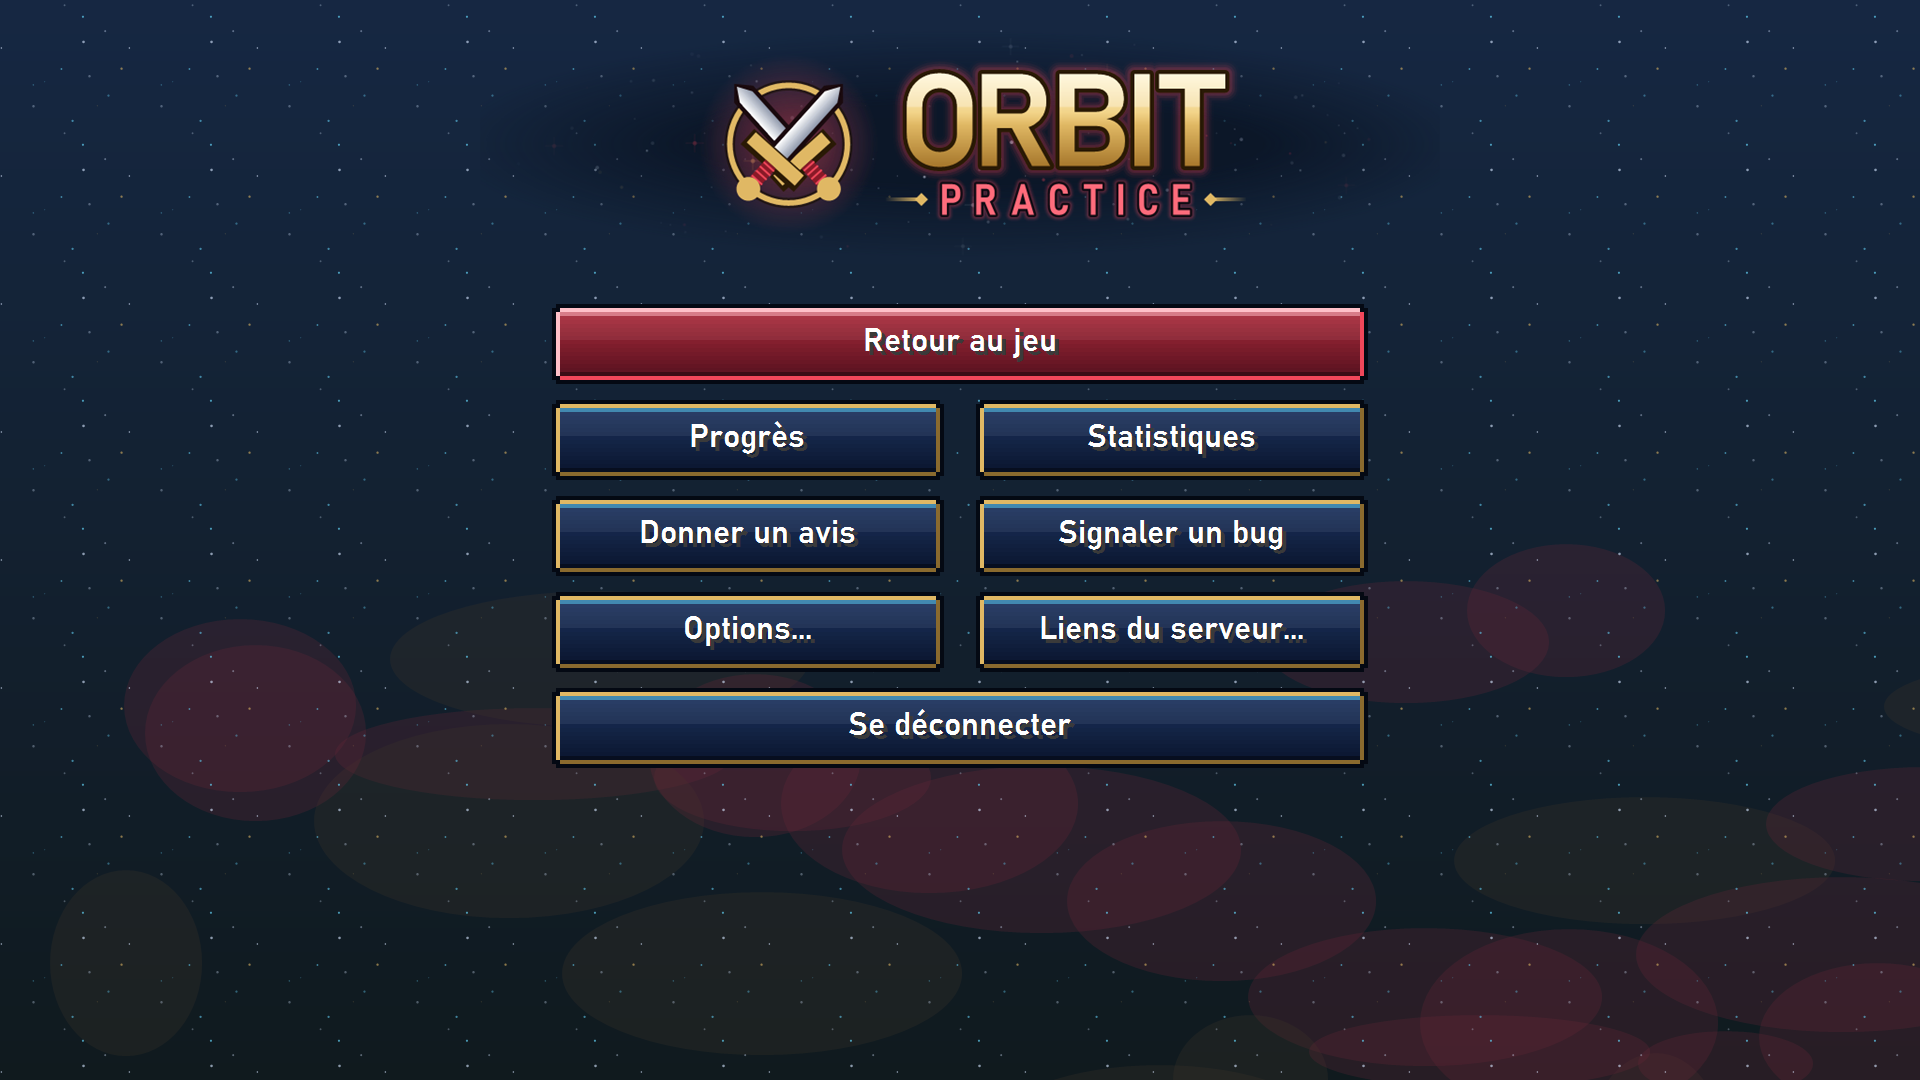 ORBIT
PRACTICE
Retour au jeu
Progrès
Statistiques
Donner un avis
Signaler un bug
Options...
Liens du serveur...
Se déconnecter